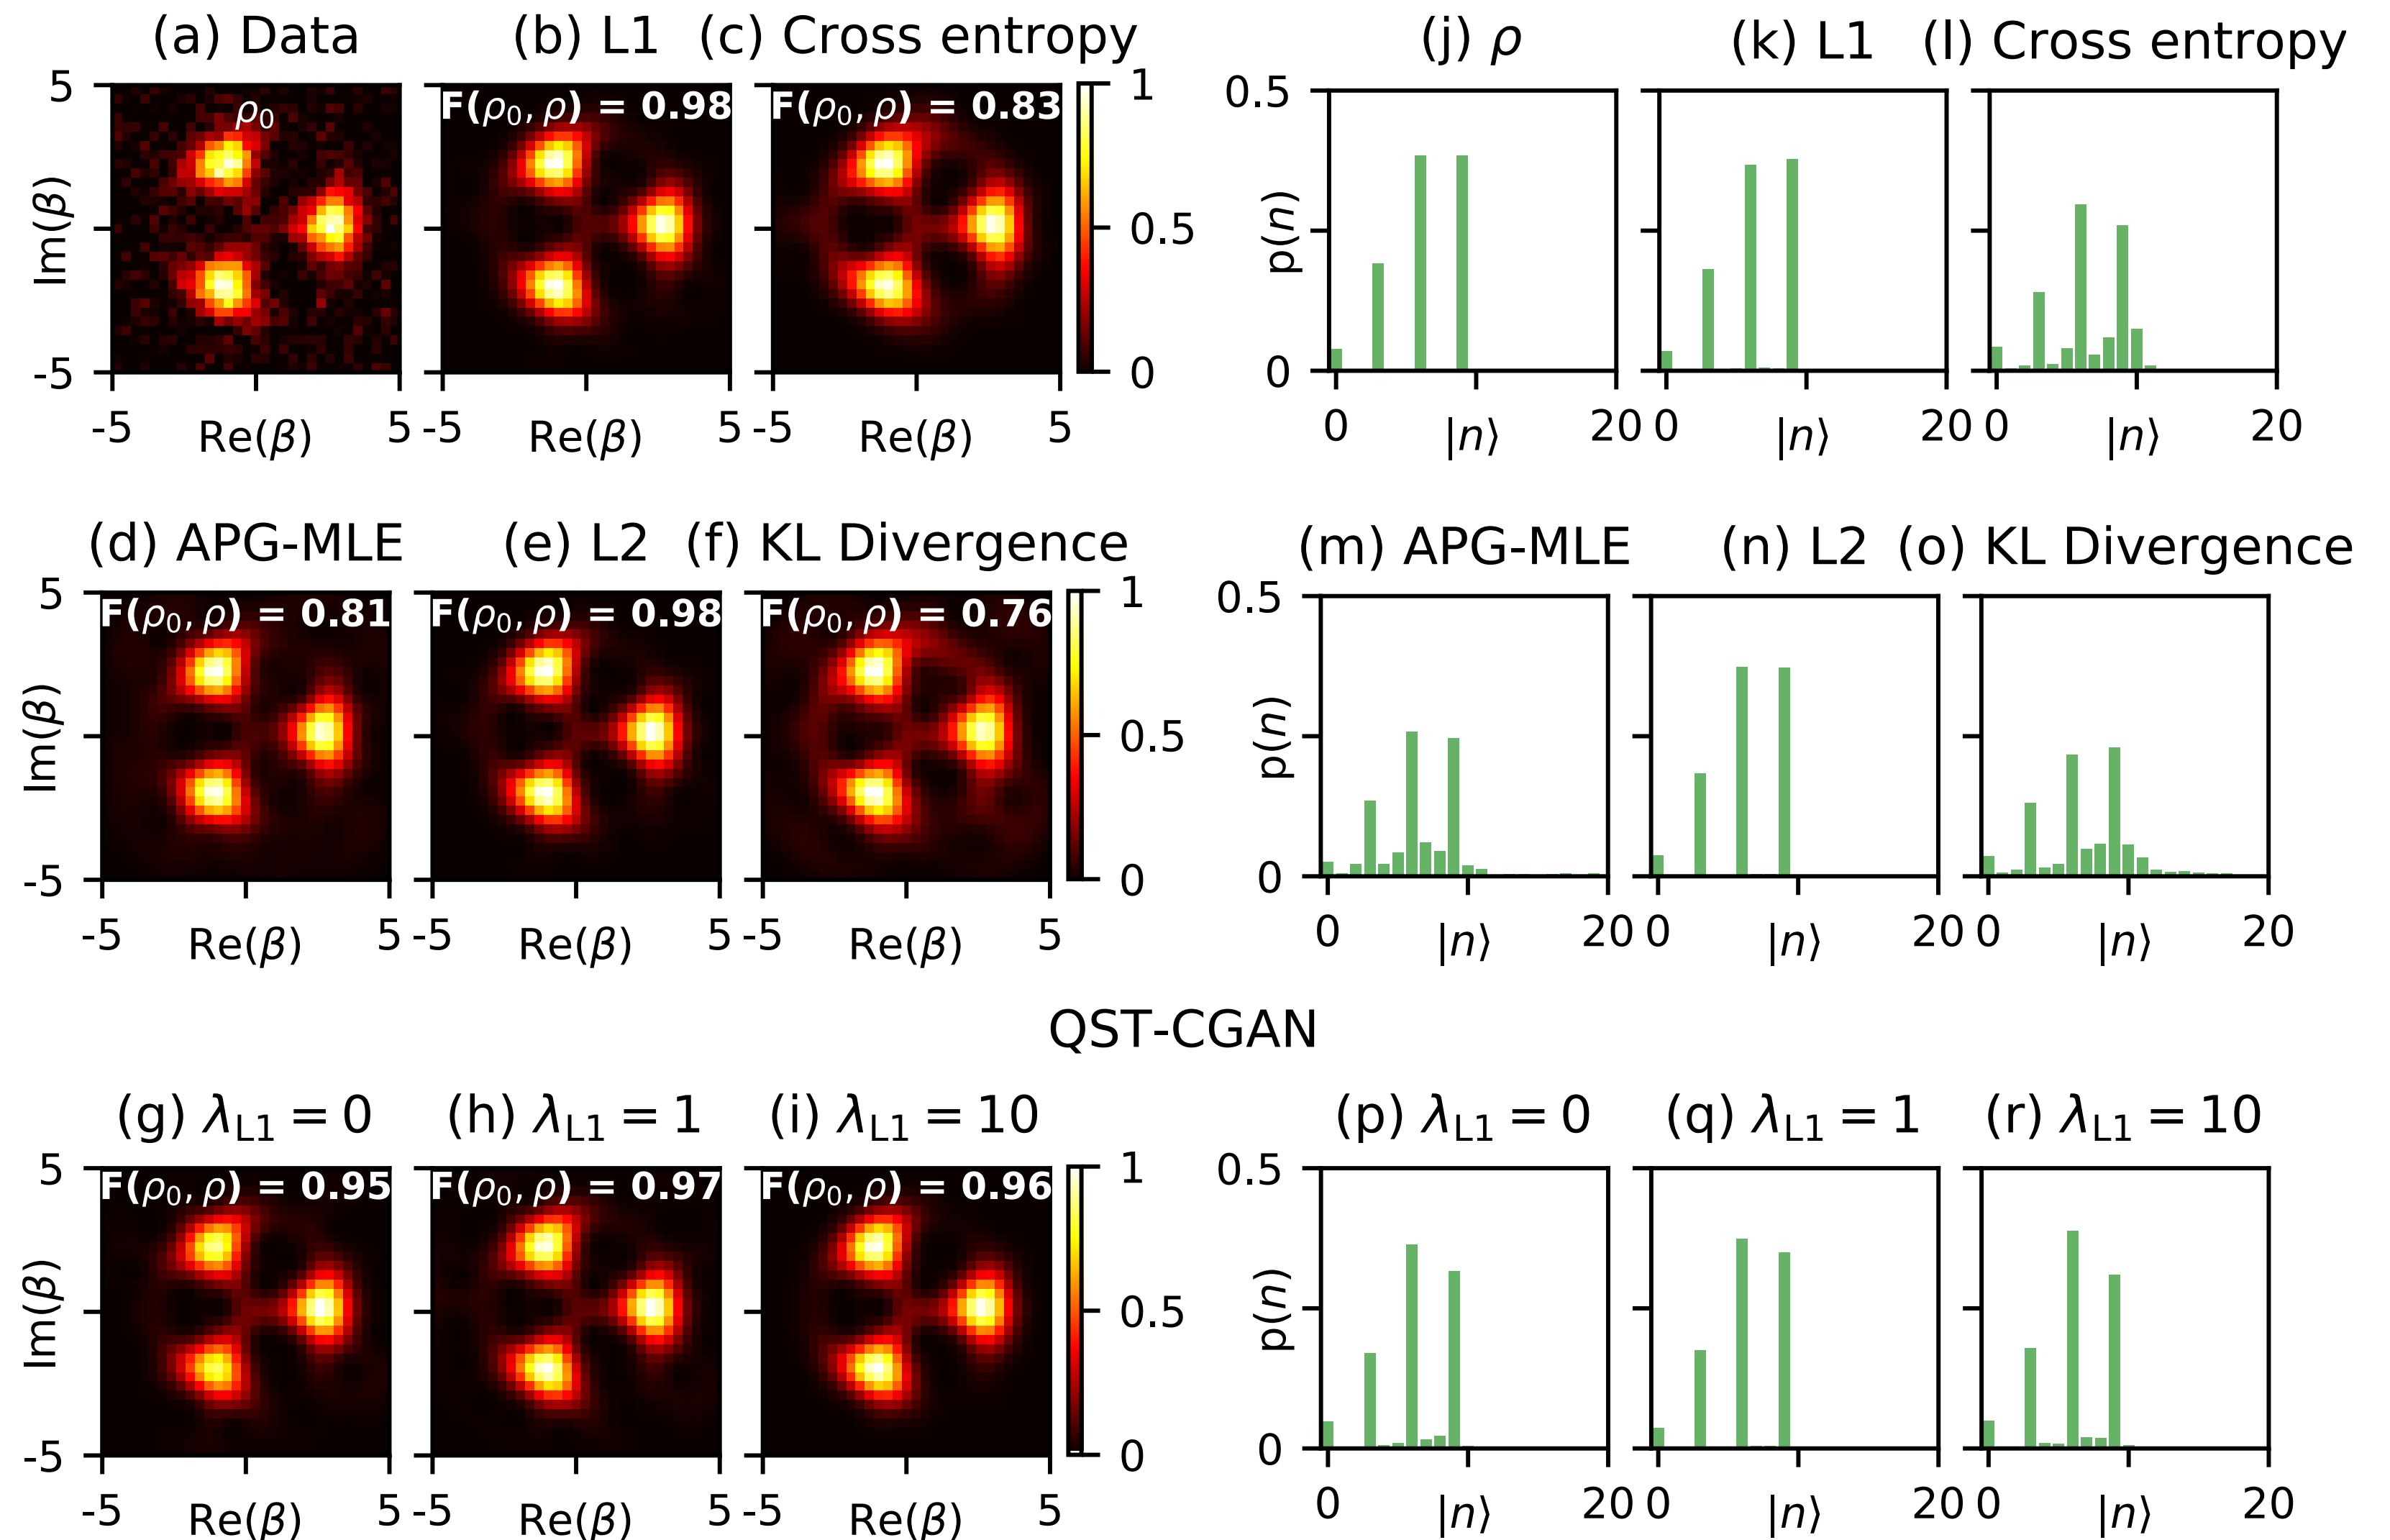 (a) Data (b) L1 (c) Cross entropy (j) ρ (k) L1 (l) Cross entropy
5 ρ0 F(ρ0, ρ) = 0.98 F(ρ0, ρ) = 0.83 1 0.5
Im(β) 0.5 p(n)
-5 0 0
-5 5 -5 5 -5 5 0 20 0 20 0 20
Re(β) Re(β) Re(β) |n⟩ |n⟩ |n⟩
(d) APG-MLE (e) L2 (f) KL Divergence (m) APG-MLE (n) L2 (o) KL Divergence
5 F(ρ0, ρ) = 0.81 F(ρ0, ρ) = 0.98 F(ρ0, ρ) = 0.76 1 0.5
Im(β) 0.5 p(n)
-5 0 0
-5 5 -5 5 -5 5 0 20 0 20 0 20
Re(β) Re(β) Re(β) |n⟩ |n⟩ |n⟩
QST-CGAN
(g) λL1 = 0 (h) λL1 = 1 (i) λL1 = 10 (p) λL1 = 0 (q) λL1 = 1 (r) λL1 = 10
5 F(ρ0, ρ) = 0.95 F(ρ0, ρ) = 0.97 F(ρ0, ρ) = 0.96 1 0.5
Im(β) 0.5 p(n)
-5 0 0
-5 5 -5 5 -5 5 0 20 0 20 0 20
Re(β) Re(β) Re(β) |n⟩ |n⟩ |n⟩